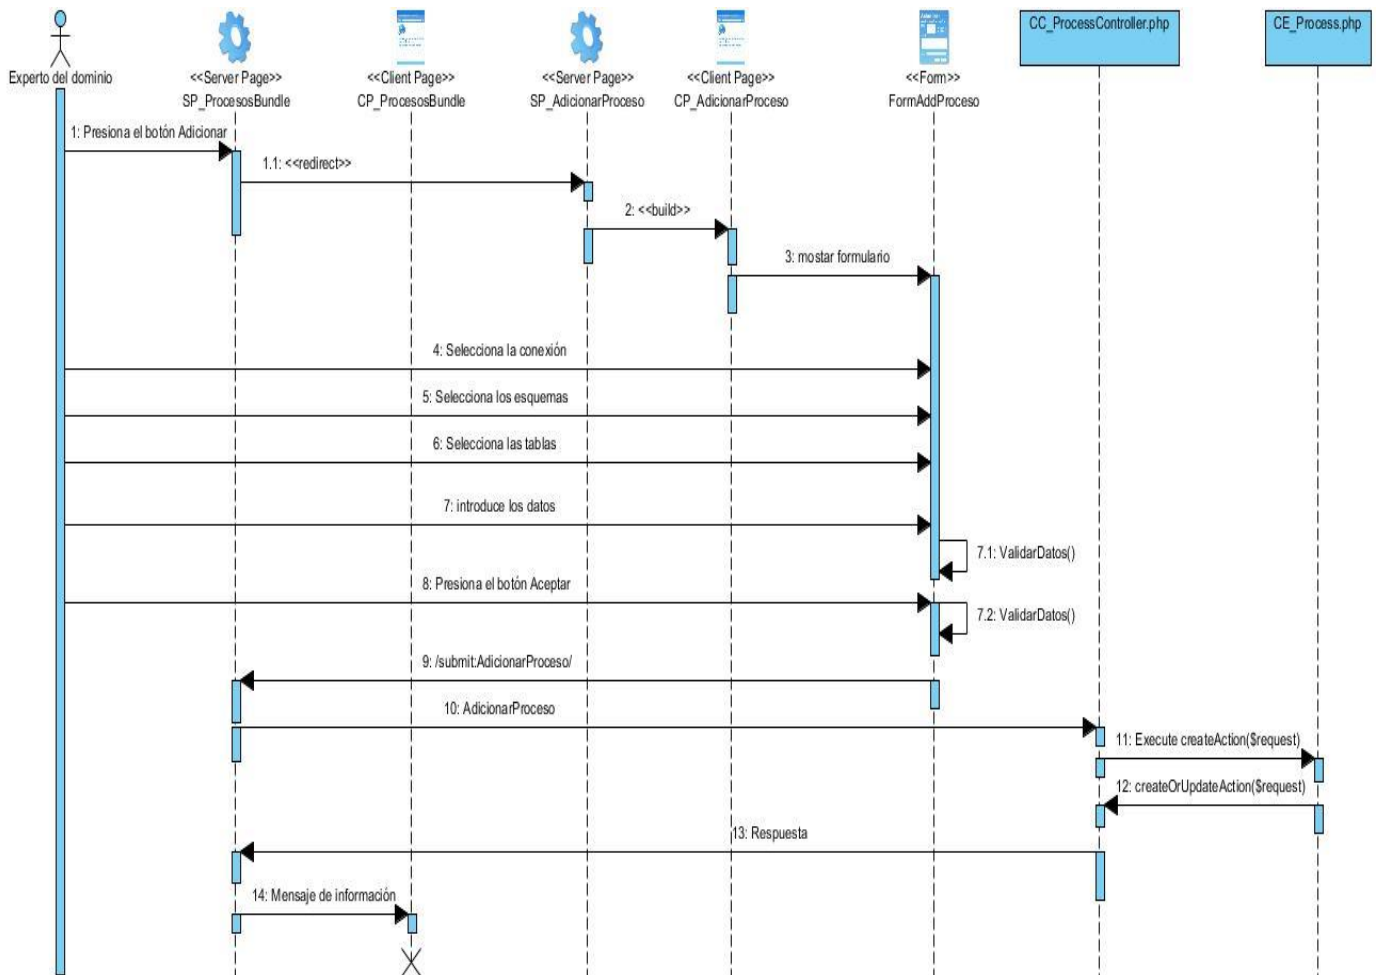 CC_ProcessController.php
CE_Process.php
Experto del dominio
<<Server Page>>
SP_ProcesosBundle
<<Client Page>>
CP_ProcesosBundle
<<Server Page>>
SP_AdicionarProceso
<<Client Page>>
CP_AdicionarProceso
<<Form>>
FormAddProceso
1: Presiona el botón Adicionar
1.1: <<redirect>>
2: <<build>>
3: mostar formulario
4: Selecciona la conexión
5: Selecciona los esquemas
6: Selecciona las tablas
7: introduce los datos
7.1: ValidarDatos()
8: Presiona el botón Aceptar
7.2: ValidarDatos()
9: /submit:AdicionarProceso/
10: AdicionarProceso
11: Execute createAction($request)
12: createOrUpdateAction($request)
13: Respuesta
14: Mensaje de información